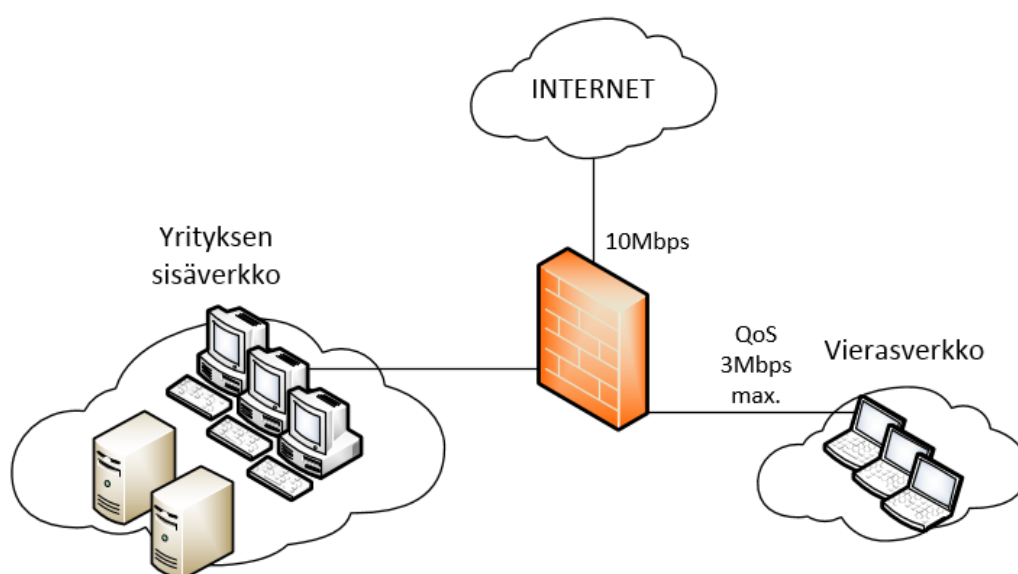 INTERNET
10Mbps
Yrityksen
sisäverkko
QoS
3Mbps
max.
Vierasverkko